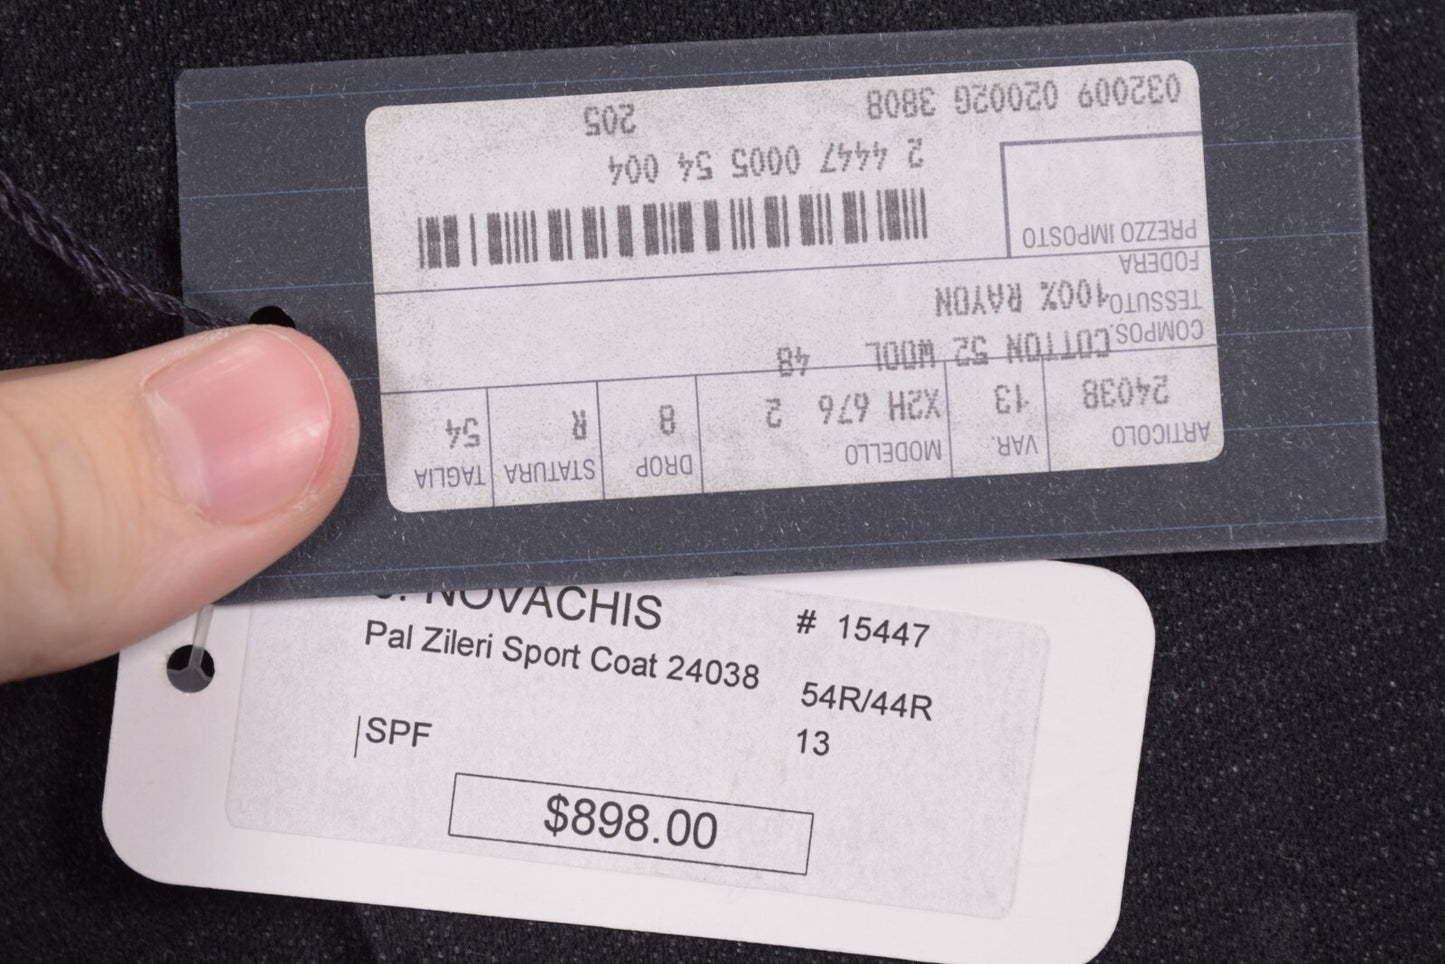 ARTICOLO VAR. MODELLO DROP STATURA TAGLIA
24038 13 X2H 676 2 8 R 54
COMPOS. COTTON 52 WOOL 48
TESSUTO 100% RAYON
FODERA
PREZZO IMPOSTO
2 4447 0005 54 004
032009 02002G 3808 205
NOVACHIS
# 15447
Pal Zileri Sport Coat 24038
54R/44R
SPF
13
$898.00